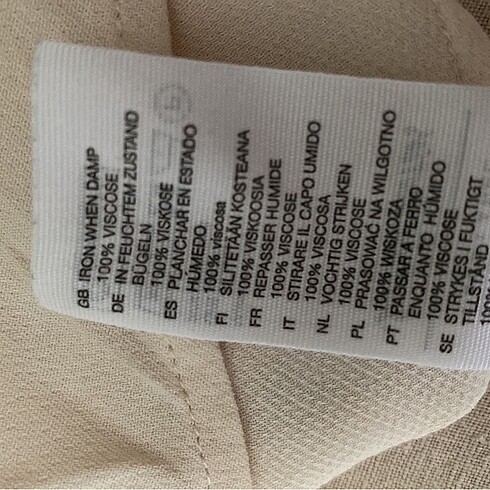 GB IRON WHEN DAMP
100% VISCOSE
DE IN FEUCHTEM ZUSTAND
BÜGELN
100% VISKOSE
ES PLANCHAR EN ESTADO
HÚMEDO
100% viscosa
FI SILITETÄÄN KOSTEANA
100% VISKOOSIA
FR REPASSER HUMIDE
100% VISCOSE
IT STIRARE IL CAPO UMIDO
100% VISCOSA
NL VOCHTIG STRIJKEN
100% VISCOSE
PL PRASOWAĆ NA WILGOTNO
100% WISKOZA
PT PASSAR A FERRO
ENQUANTO HÚMIDO
100% VISCOSE
SE STRYKES I FUKTIGT
TILLSTÅND
100%